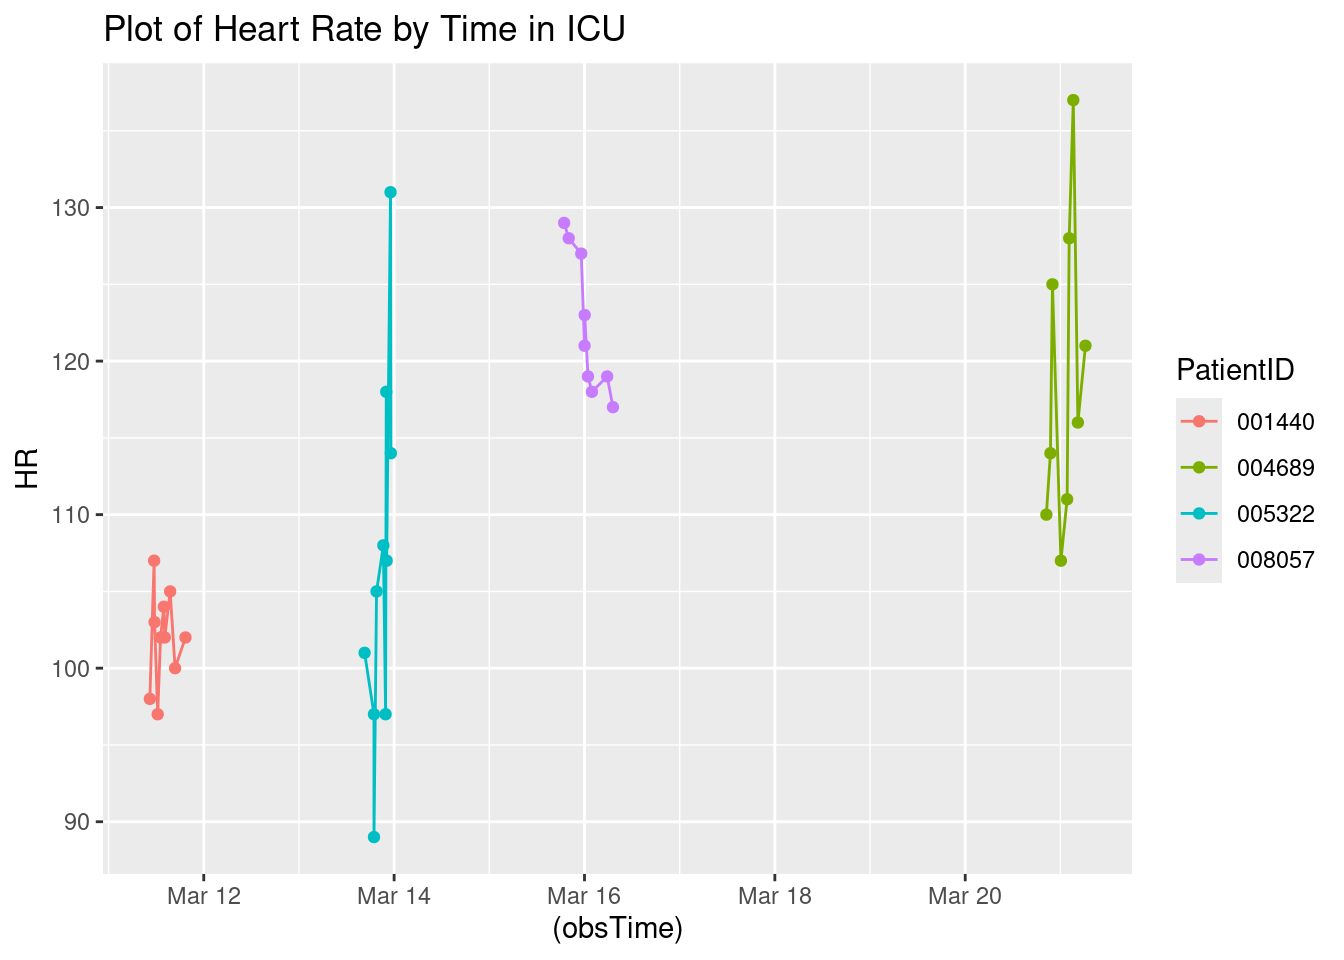 Plot of Heart Rate by Time in ICU
HR
130
120
110
100
90
Mar 12
Mar 14
Mar 16
Mar 18
Mar 20
(obsTime)
PatientID
001440
004689
005322
008057